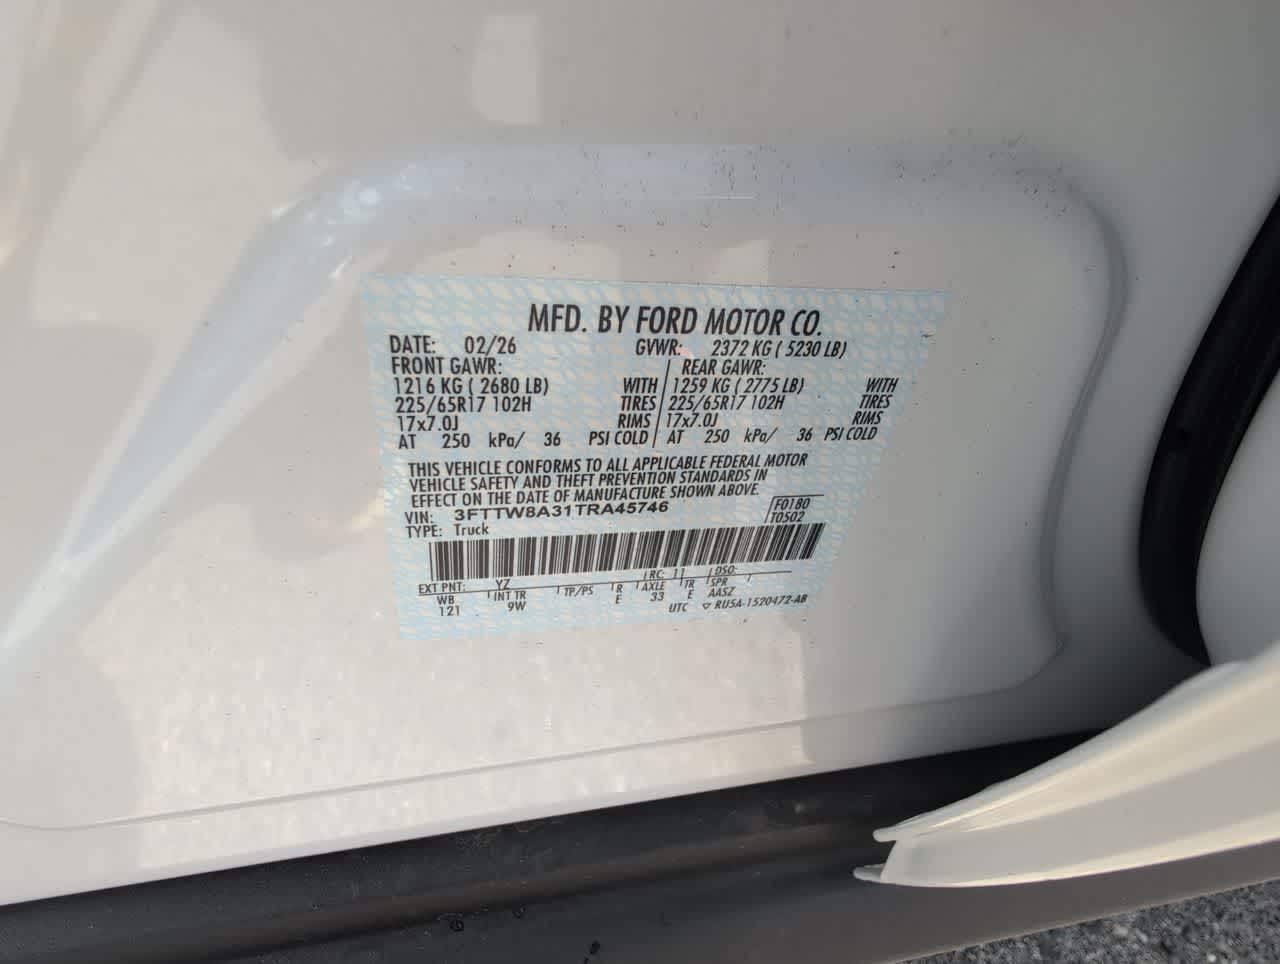 MFD. BY FORD MOTOR CO.
DATE: 02/26 GVWR: 2372 KG ( 5230 LB)
FRONT GAWR: REAR GAWR:
1216 KG ( 2680 LB) WITH 1259 KG ( 2775 LB) WITH
225/65R17 102H TIRES 225/65R17 102H TIRES
17x7.0J RIMS 17x7.0J RIMS
AT 250 kPa/ 36 PSI COLD AT 250 kPa/ 36 PSI COLD
THIS VEHICLE CONFORMS TO ALL APPLICABLE FEDERAL MOTOR
VEHICLE SAFETY AND THEFT PREVENTION STANDARDS IN
EFFECT ON THE DATE OF MANUFACTURE SHOWN ABOVE.
VIN: 3FTTW8A31TRA45746 F0180
TYPE: Truck T0502
EXT PNT: YZ RC: 11 DSO:
WB INT TR TP/PS R AXLE TR SPR
121 9W E 33 E AASZ
UTC ▽ RU5A-1520472-AB